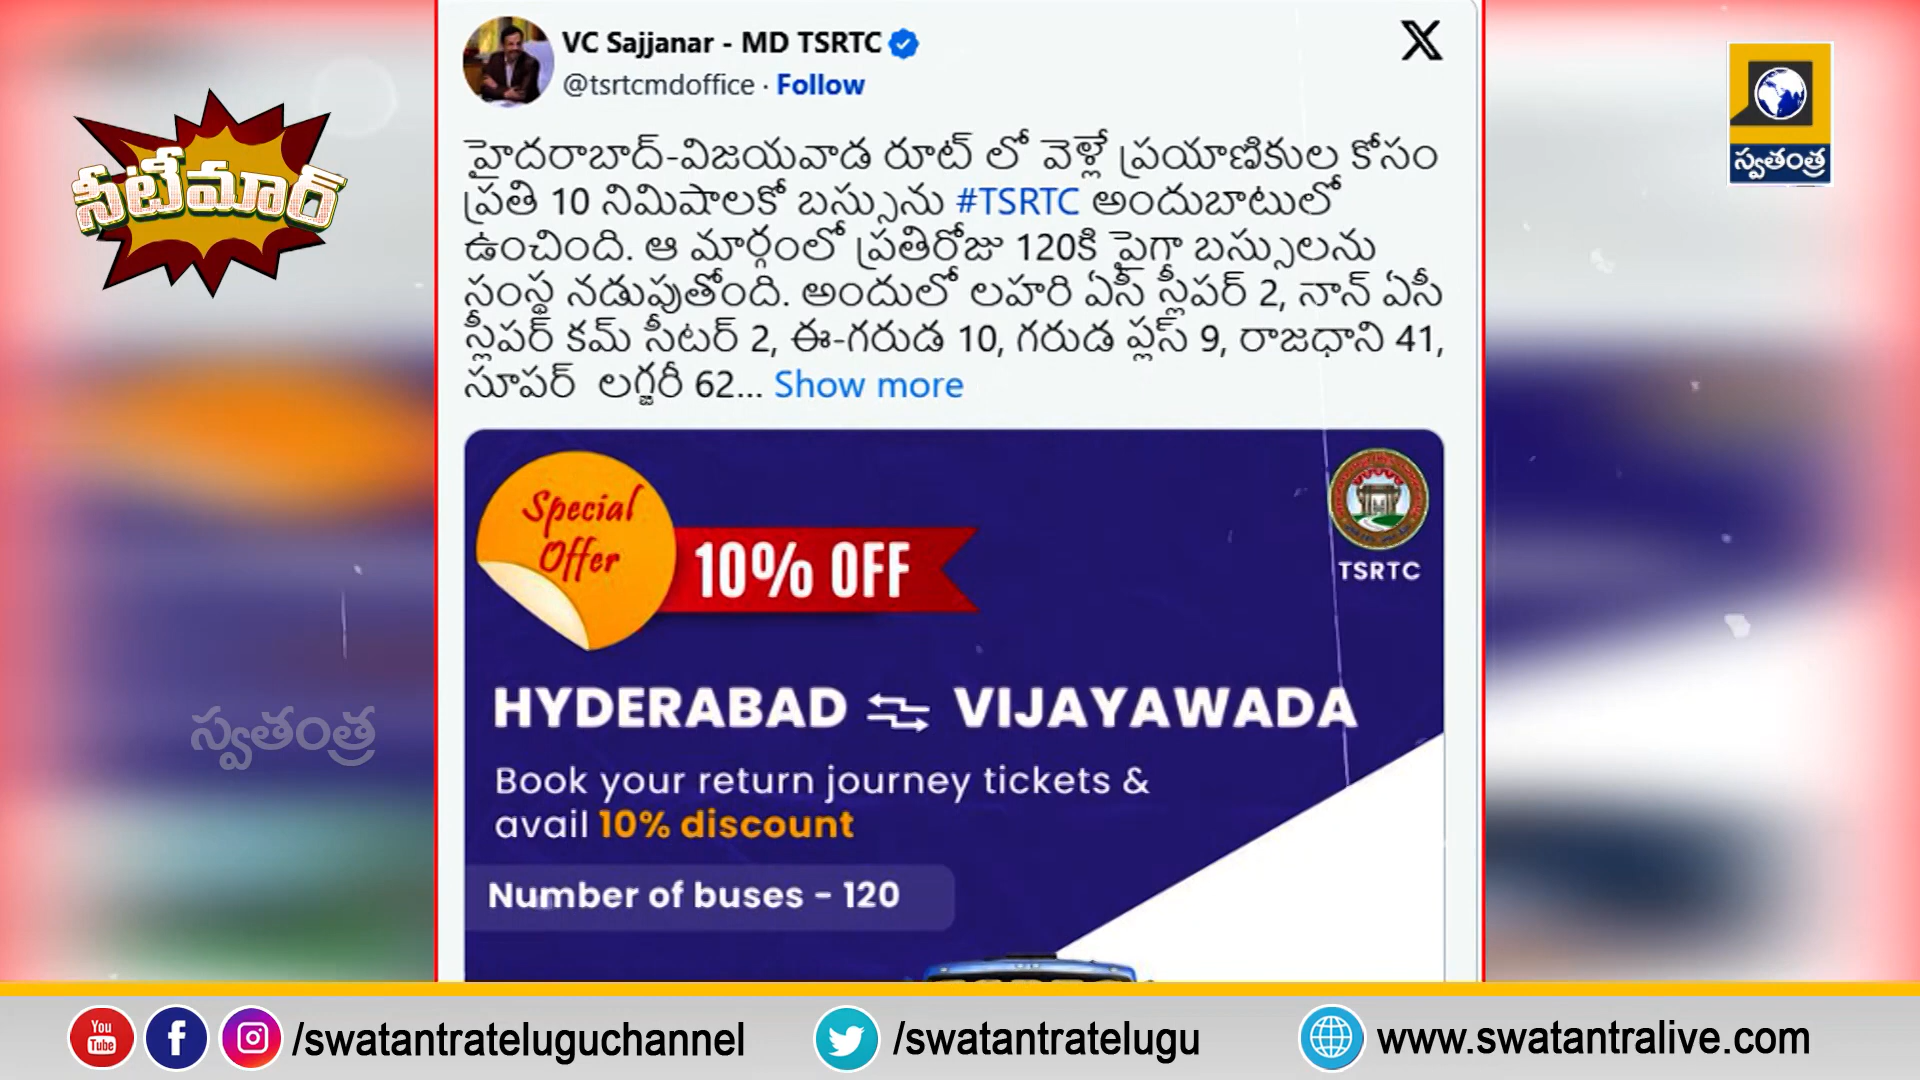 VC Sajjanar - MD TSRTC
@tsrtcmdoffice · Follow
హైదరాబాద్-విజయవాడ రూట్ లో వెళ్లే ప్రయాణికుల కోసం
ప్రతి 10 నిమిషాలకో బస్సును #TSRTC అందుబాటులో
ఉంచింది. ఆ మార్గంలో ప్రతిరోజు 120కి పైగా బస్సులను
సంస్థ నడుపుతోంది. అందులో లహరి ఏసీ స్లీపర్ 2, నాన్ ఏసీ
స్లీపర్ కమ్ సీటర్ 2, ఈ-గరుడ 10, గరుడ ప్లస్ 9, రాజధాని 41,
సూపర్ లగ్జరీ 62... Show more
సీటీమార్
స్వతంత్ర
Special
Offer
10% OFF
TSRTC
HYDERABAD ⇆ VIJAYAWADA
Book your return journey tickets &
avail 10% discount
Number of buses - 120
స్వతంత్ర
You
Tube
/swatantrateluguchannel
/swatantratelugu
www.swatantralive.com